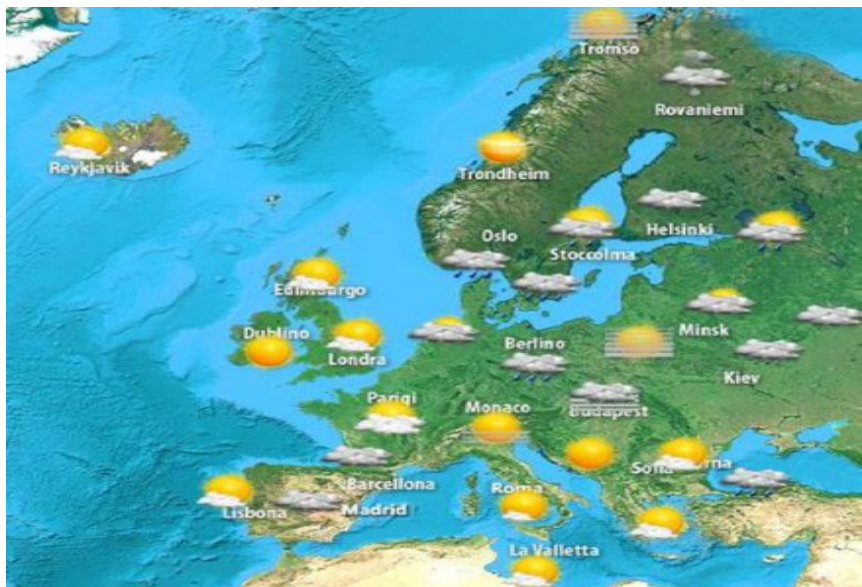 Tromso
Rovaniemi
Reykjavik
Trondheim
Helsinki
Oslo
Stoccolma
Edimburgo
Dublino
Londra
Minsk
Berlino
Kiev
Parigi
Monaco
Budapest
Sofia
Barcellona
Roma
Lisbona
Madrid
La Valletta